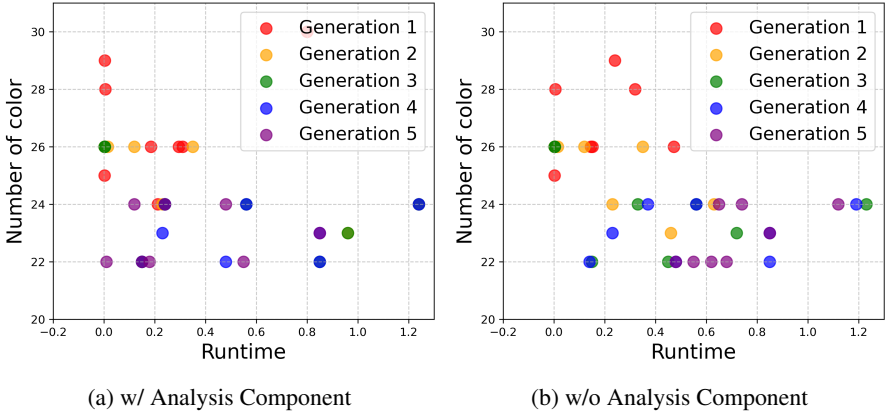 30
28
26
24
22
20
−0.2
0.0
0.2
0.4
0.6
0.8
1.0
1.2
Number of color
Runtime
Generation 1
Generation 2
Generation 3
Generation 4
Generation 5
(a) w/ Analysis Component
30
28
26
24
22
20
−0.2
0.0
0.2
0.4
0.6
0.8
1.0
1.2
Number of color
Runtime
Generation 1
Generation 2
Generation 3
Generation 4
Generation 5
(b) w/o Analysis Component